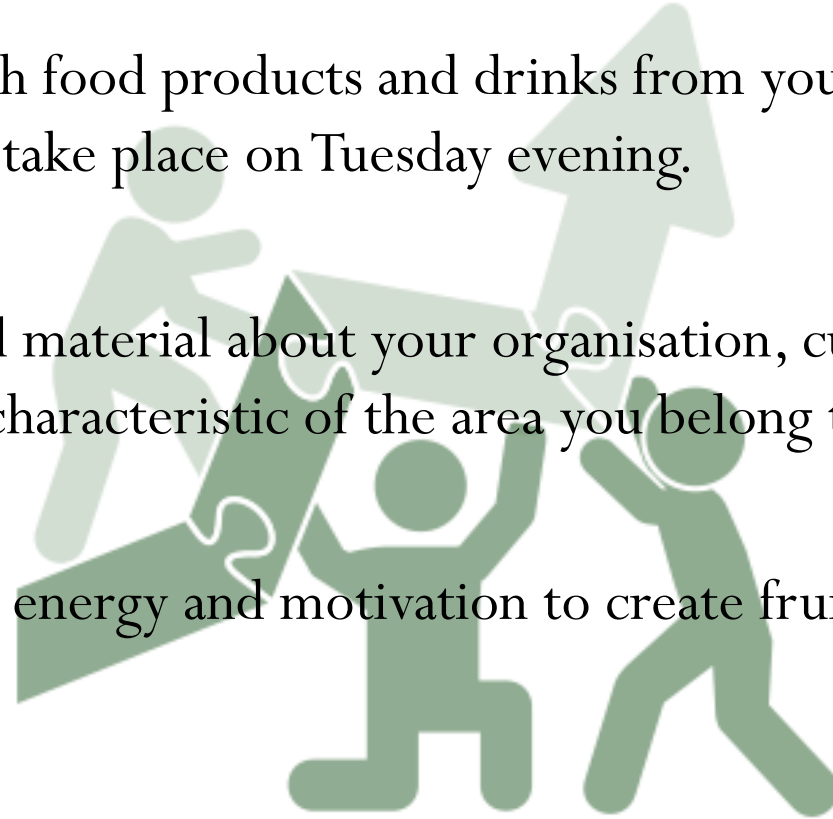 h food products and drinks from you
take place on Tuesday evening.
l material about your organisation, cu
characteristic of the area you belong t
energy and motivation to create frui